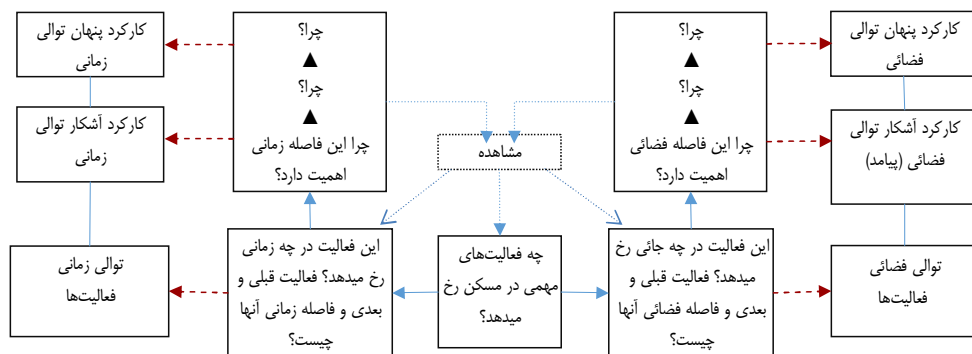 کارکرد پنهان توالی
فضائی
کارکرد آشکار توالی
فضائی (پیامد)
توالی فضائی
فعالیت‌ها
چرا؟
چرا؟
چرا این فاصله فضائی
اهمیت دارد؟
این فعالیت در چه جائی رخ
میدهد؟ فعالیت قبلی و
بعدی و فاصله فضائی آنها
چیست؟
مشاهده
چه فعالیت‌های
مهمی در مسکن رخ
میدهد؟
چرا؟
چرا؟
چرا این فاصله زمانی
اهمیت دارد؟
این فعالیت در چه زمانی
رخ میدهد؟ فعالیت قبلی و
بعدی و فاصله زمانی آنها
چیست؟
کارکرد پنهان توالی
زمانی
کارکرد آشکار توالی
زمانی
توالی زمانی
فعالیت‌ها